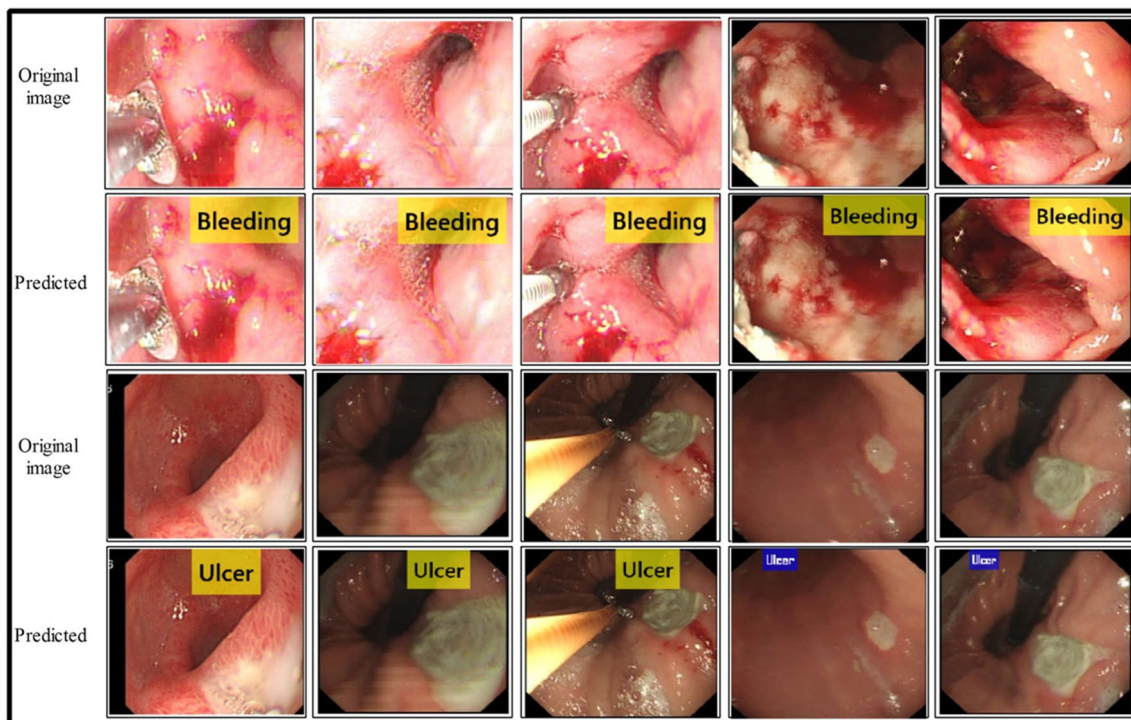 Original
image
Bleeding Bleeding Bleeding Bleeding Bleeding
Predicted
Original
image
Ulcer Ulcer Ulcer Ulcer Ulcer
Predicted